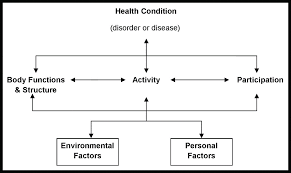 Health Condition
(disorder or disease)
Body Functions Activity Participation
& Structure
Environmental Personal
Factors Factors